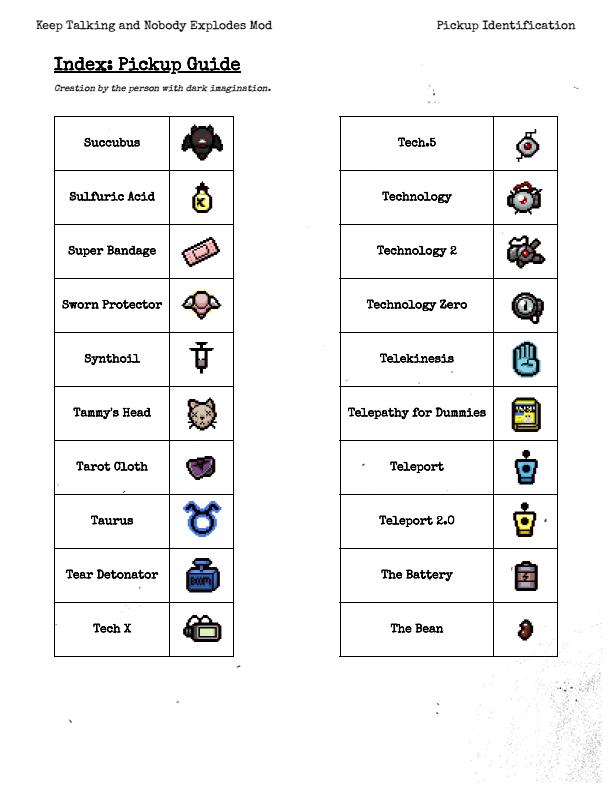 Keep Talking and Nobody Explodes Mod
Pickup Identification
Index: Pickup Guide
Creation by the person with dark imagination.
Succubus
Sulfuric Acid
Super Bandage
Sworn Protector
Synthoil
Tammy's Head
Tarot Cloth
Taurus
Tear Detonator
BOOM
Tech X
Tech.5
Technology
Technology 2
Technology Zero
Telekinesis
Telepathy for Dummies
Teleport
Teleport 2.0
The Battery
The Bean